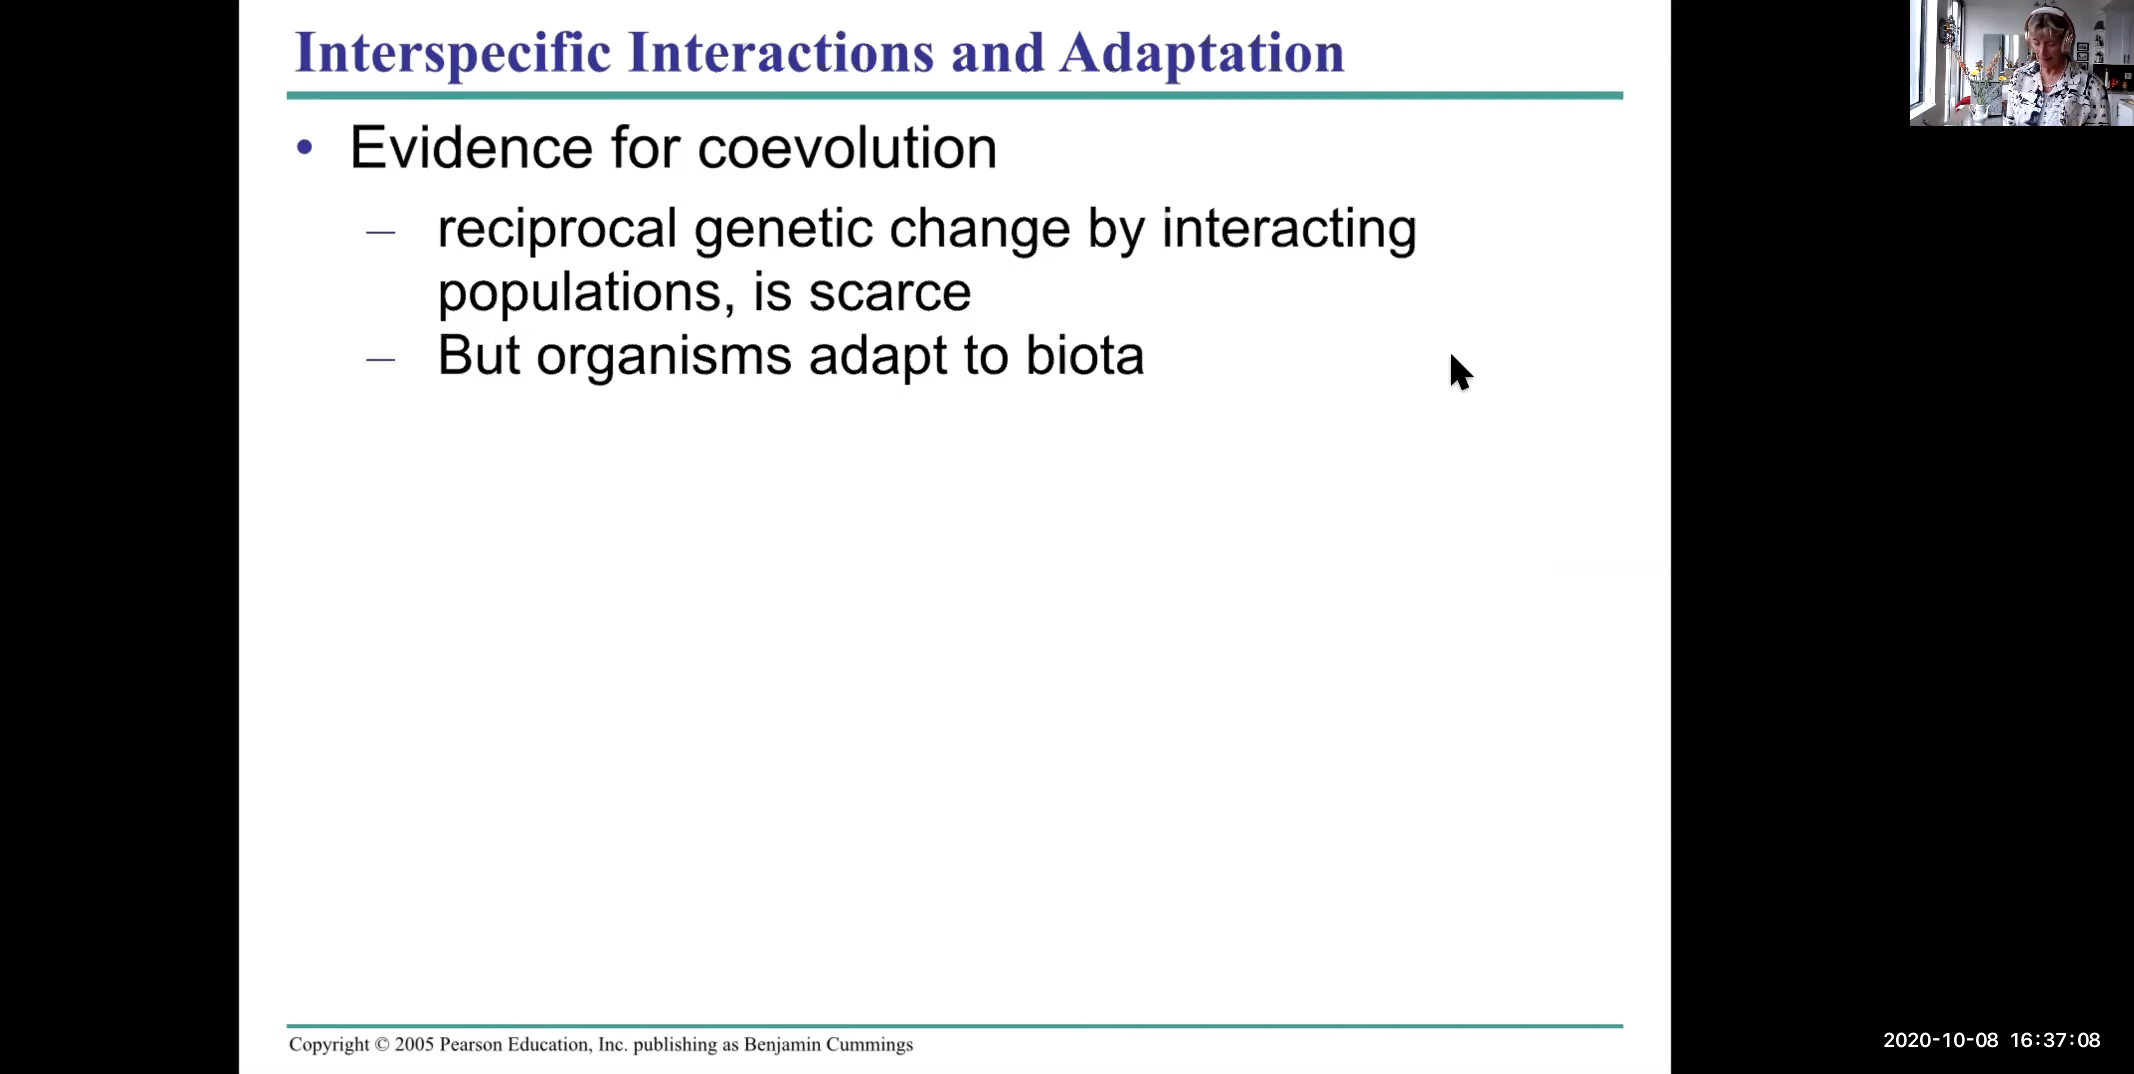 Interspecific Interactions and Adaptation
• Evidence for coevolution
– reciprocal genetic change by interacting
populations, is scarce
– But organisms adapt to biota
Copyright © 2005 Pearson Education, Inc. publishing as Benjamin Cummings
2020-10-08 16:37:08